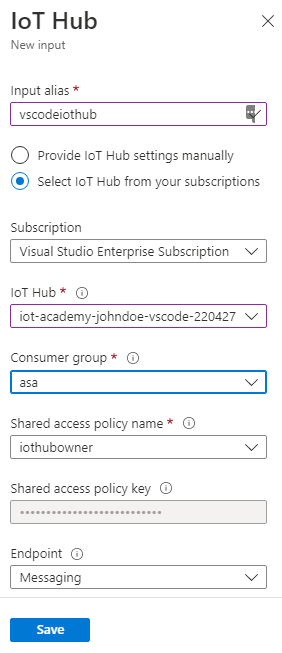 IoT Hub
New input
Input alias *
vscodeiothub
Provide IoT Hub settings manually
Select IoT Hub from your subscriptions
Subscription
Visual Studio Enterprise Subscription
IoT Hub *
iot-academy-johndoe-vscode-220427
Consumer group *
asa
Shared access policy name *
iothubowner
Shared access policy key
••••••••••••••••••••••••••••
Endpoint
Messaging
Save